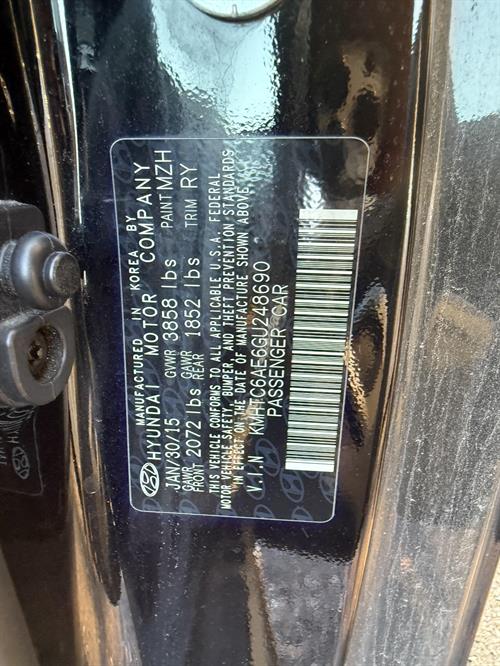 MANUFACTURED IN KOREA BY
HYUNDAI MOTOR COMPANY
JAN/30/15 GVWR 3858 lbs PAINT MZH
GAWR FRONT 2072 lbs GAWR REAR 1852 lbs TRIM RY
THIS VEHICLE CONFORMS TO ALL APPLICABLE U.S.A. FEDERAL
MOTOR VEHICLE SAFETY, BUMPER, AND THEFT PREVENTION STANDARDS
IN EFFECT ON THE DATE OF MANUFACTURE SHOWN ABOVE
V.I.N KMHTC6AE6GU248690
PASSENGER CAR